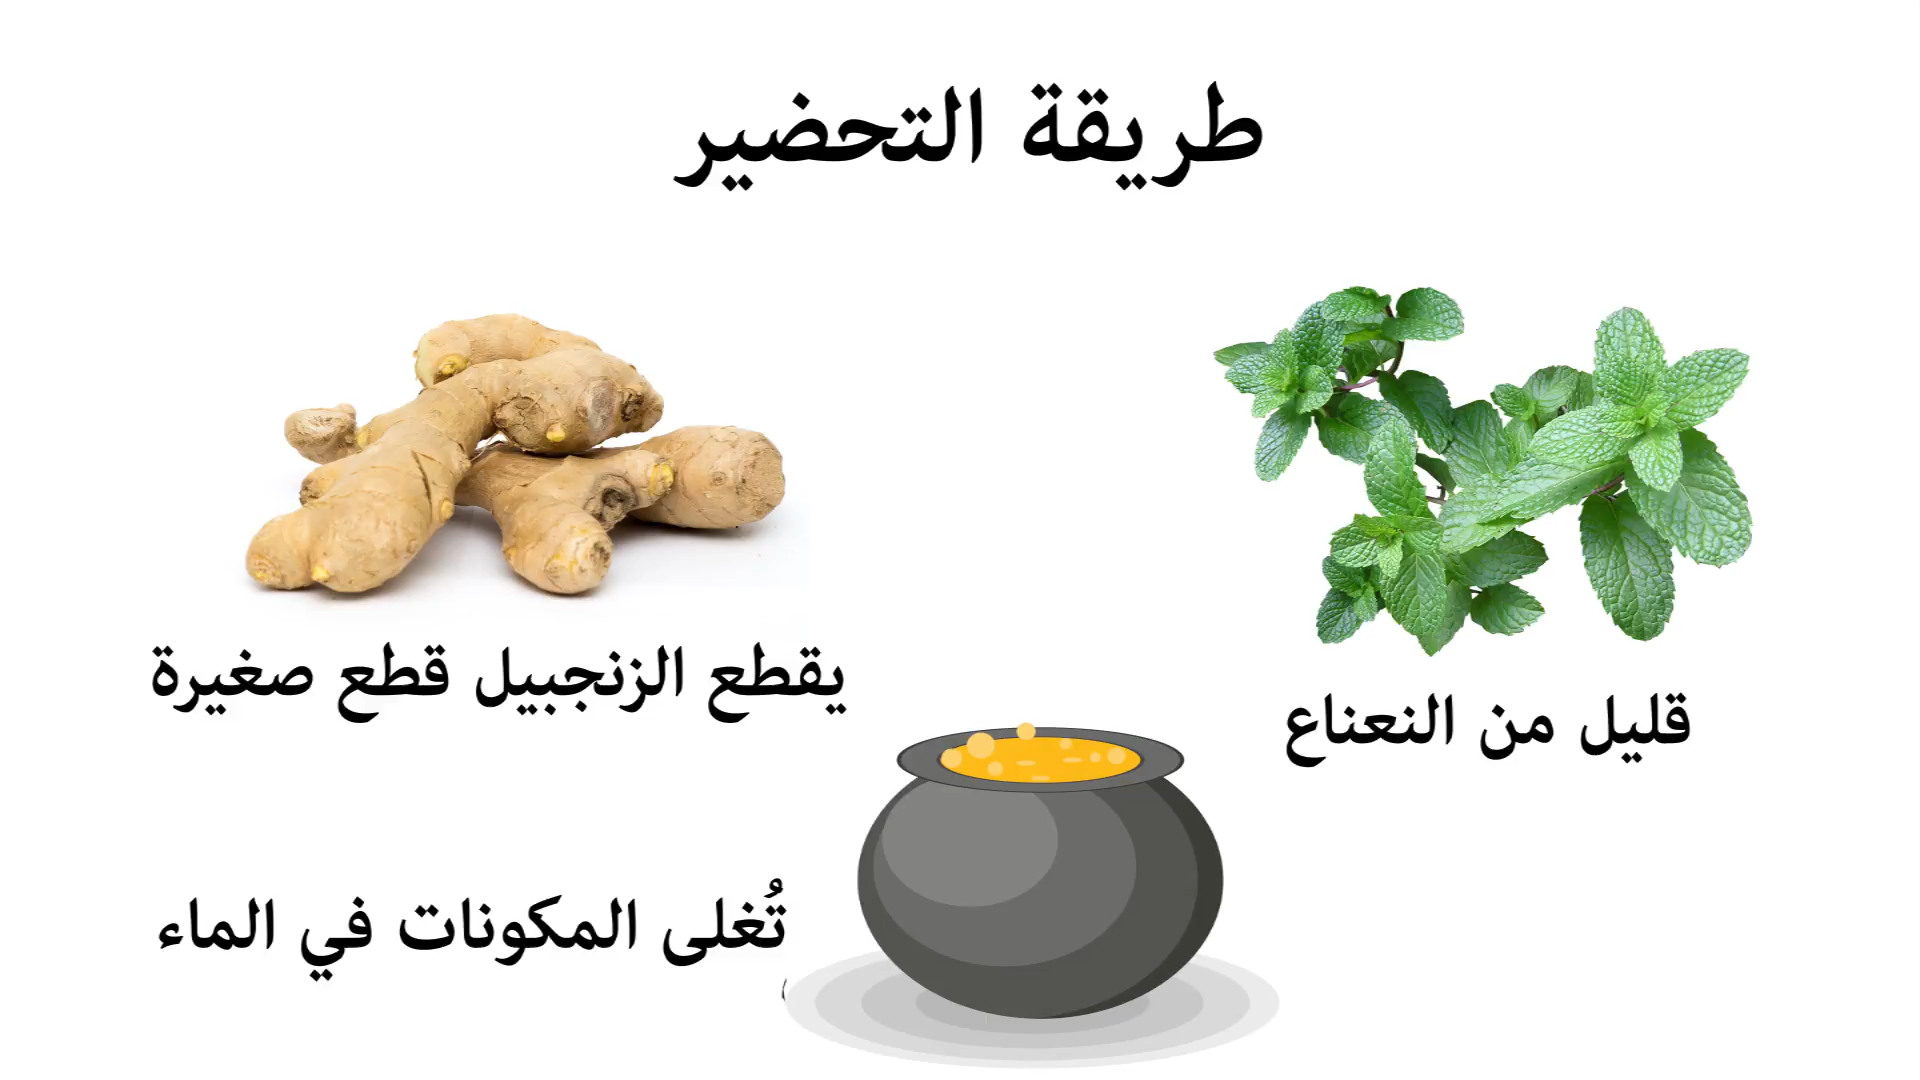 طريقة التحضير
يقطع الزنجبيل قطع صغيرة
قليل من النعناع
تُغلى المكونات في الماء